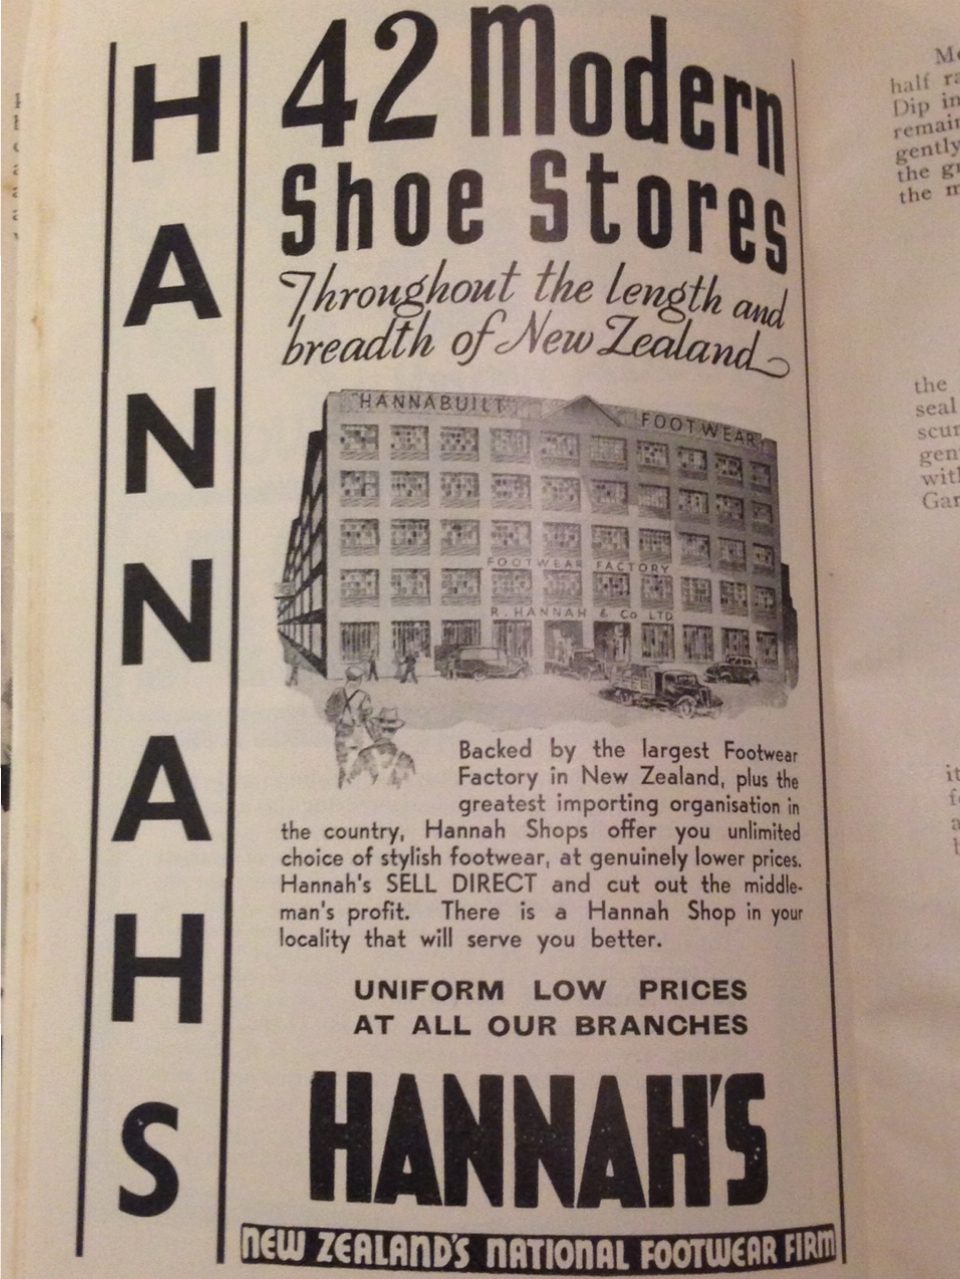 HANNAHS
42 Modern
Shoe Stores
Throughout the length and
breadth of New Zealand
HANNABUILT FOOTWEAR
FOOTWEAR FACTORY
R. HANNAH & Co LTD
Backed by the largest Footwear
Factory in New Zealand, plus the
greatest importing organisation in
the country, Hannah Shops offer you unlimited
choice of stylish footwear, at genuinely lower prices.
Hannah's SELL DIRECT and cut out the middle-
man's profit. There is a Hannah Shop in your
locality that will serve you better.
UNIFORM LOW PRICES
AT ALL OUR BRANCHES
HANNAH'S
NEW ZEALAND'S NATIONAL FOOTWEAR FIRM
half
Dip in
remain
gently
the
the
the
seal